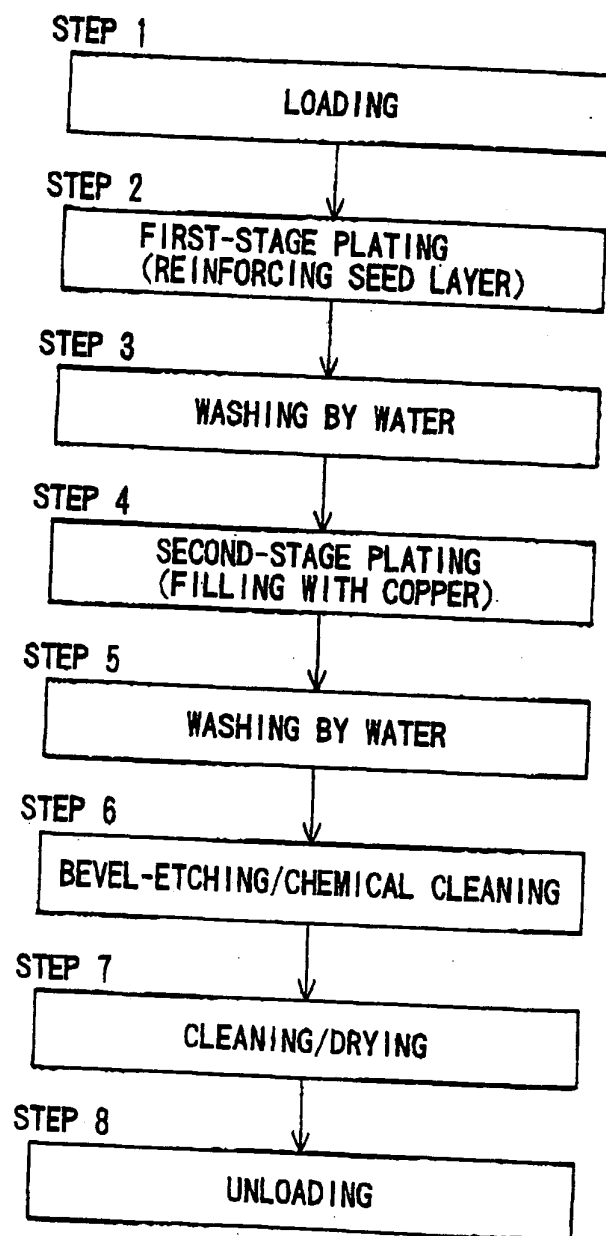 STEP 1
LOADING
STEP 2
FIRST-STAGE PLATING
(REINFORCING SEED LAYER)
STEP 3
WASHING BY WATER
STEP 4
SECOND-STAGE PLATING
(FILLING WITH COPPER)
STEP 5
WASHING BY WATER
STEP 6
BEVEL-ETCHING/CHEMICAL CLEANING
STEP 7
CLEANING/DRYING
STEP 8
UNLOADING